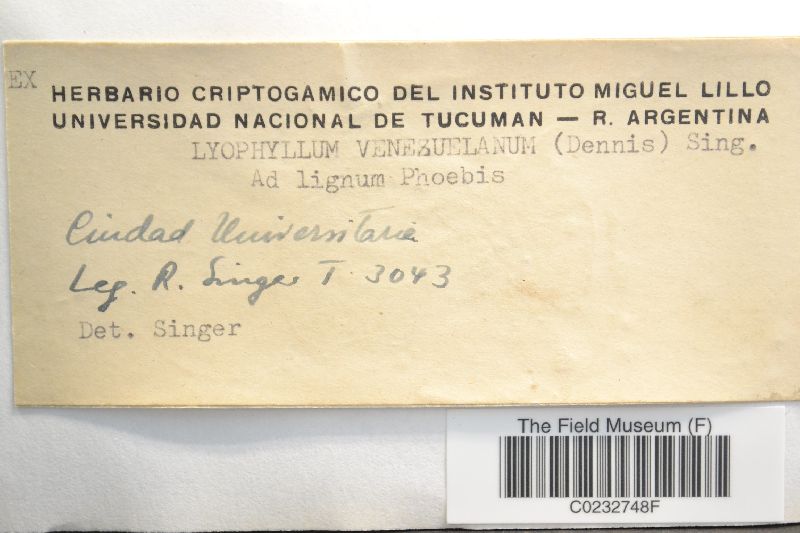 EX
HERBARIO CRIPTOGAMICO DEL INSTITUTO MIGUEL LILLO
UNIVERSIDAD NACIONAL DE TUCUMAN — R. ARGENTINA
LYOPHYLLUM VENEZUELANUM (Dennis) Sing.
Ad lignum Phoebis
Ciudad Universitaria
Leg. R. Singer T. 3043
Det. Singer
The Field Museum (F)
C0232748F